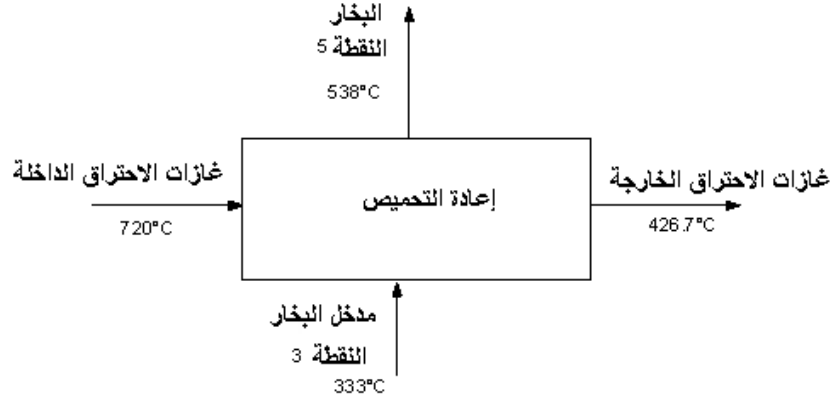 البخار
النقطة 5
538°C
غازات الاحتراق الداخلة
720°C
إعادة التحميص
غازات الاحتراق الخارجة
426.7°C
مدخل البخار
النقطة 3
333°C